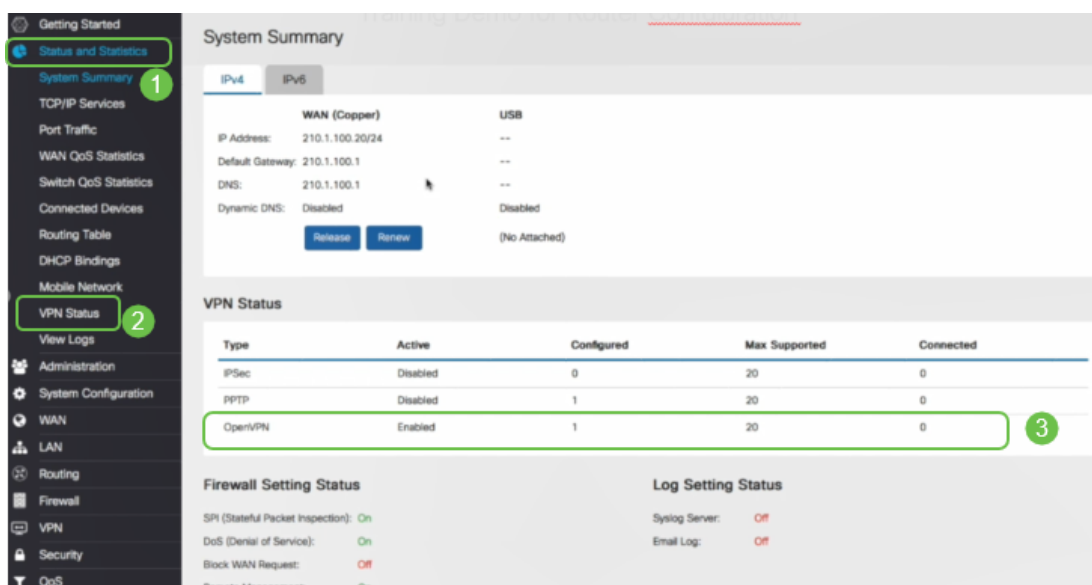 Training Demo for Router Configuration
Getting Started
Status and Statistics
1
System Summary
TCP/IP Services
Port Traffic
WAN QoS Statistics
Switch QoS Statistics
Connected Devices
Routing Table
DHCP Bindings
Mobile Network
VPN Status
2
View Logs
Administration
System Configuration
WAN
LAN
Routing
Firewall
VPN
Security
QoS
System Summary
IPv4 IPv6
WAN (Copper) USB
IP Address: 210.1.100.20/24 --
Default Gateway: 210.1.100.1 --
DNS: 210.1.100.1 --
Dynamic DNS: Disabled Disabled
Release Renew (No Attached)
VPN Status
Type Active Configured Max Supported Connected
IPSec Disabled 0 20 0
PPTP Disabled 1 20 0
OpenVPN Enabled 1 20 0
3
Firewall Setting Status
SPI (Stateful Packet Inspection): On
DoS (Denial of Service): On
Block WAN Request: Off
Log Setting Status
Syslog Server: Off
Email Log: Off